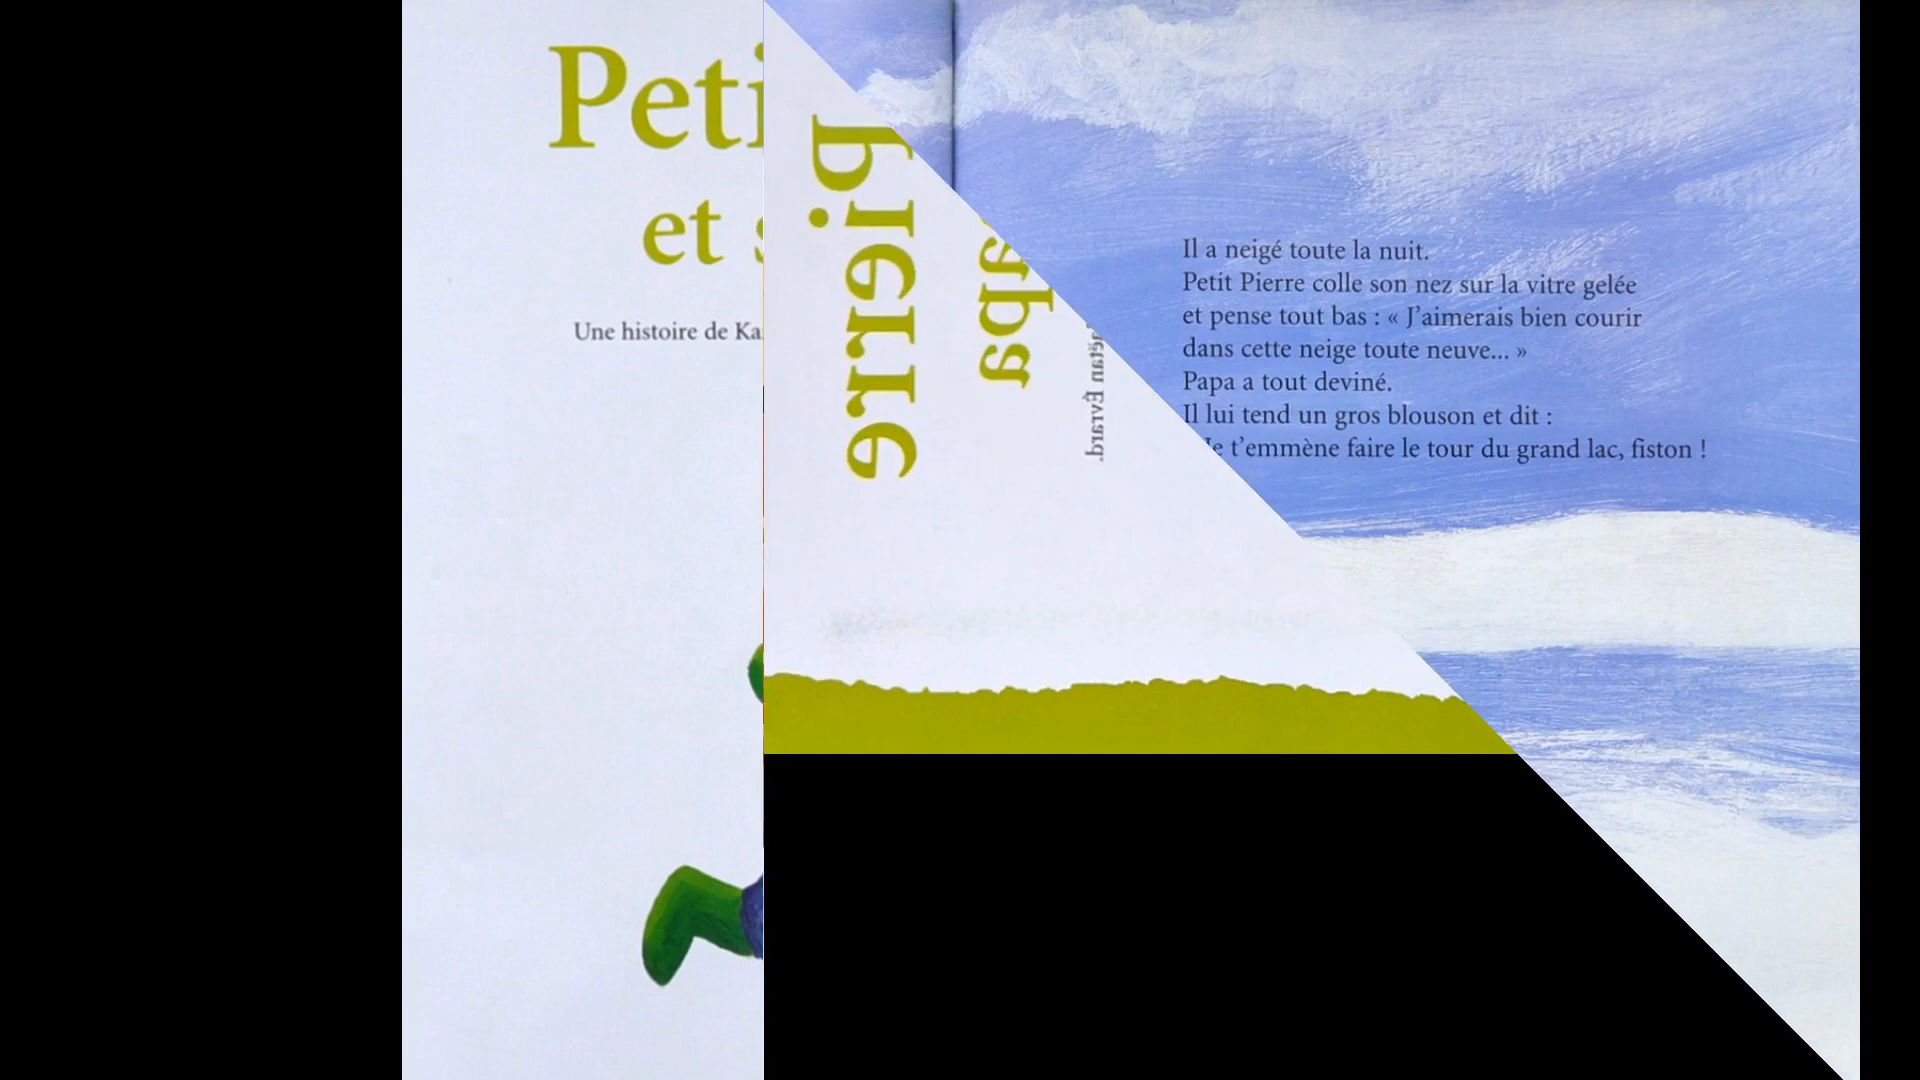 Peti
et
Une histoire de Ka
pierre
Évrard.
Il a neigé toute la nuit.
Petit Pierre colle son nez sur la vitre gelée
et pense tout bas : « J’aimerais bien courir
dans cette neige toute neuve... »
Papa a tout deviné.
Il lui tend un gros blouson et dit :
t’emmène faire le tour du grand lac, fiston !